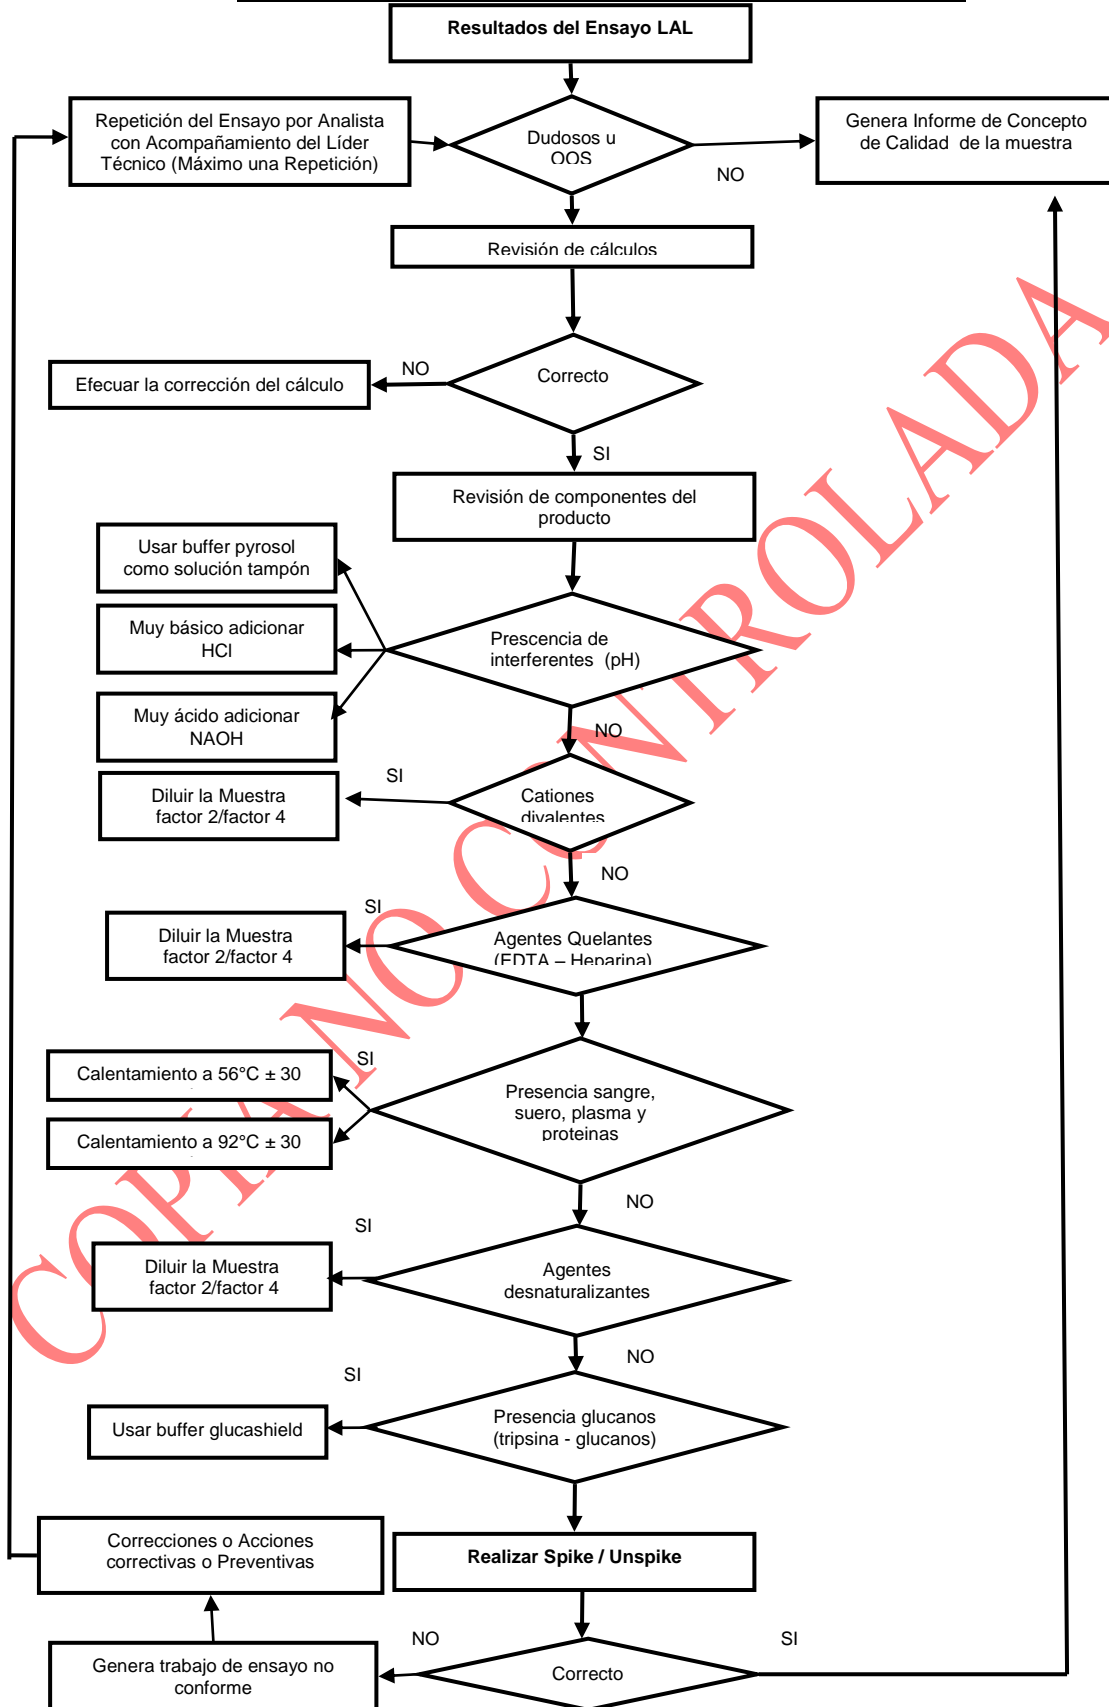 Resultados del Ensayo LAL
Repetición del Ensayo por Analista
con Acompañamiento del Líder
Técnico (Máximo una Repetición)
Dudosos u
OOS
Genera Informe de Concepto
de Calidad de la muestra
NO
Revisión de cálculos
Efecuar la corrección del cálculo
NO
Correcto
SI
Revisión de componentes del
producto
Usar buffer pyrosol
como solución tampón
Muy básico adicionar
HCl
Prescencia de
interferentes (pH)
Muy ácido adicionar
NAOH
NO
SI
Diluir la Muestra
factor 2/factor 4
Cationes
divalentes
NO
SI
Diluir la Muestra
factor 2/factor 4
Agentes Quelantes
(EDTA – Heparina)
SI
Calentamiento a 56°C ± 30
Presencia sangre,
suero, plasma y
proteinas
Calentamiento a 92°C ± 30
NO
SI
Diluir la Muestra
factor 2/factor 4
Agentes
desnaturalizantes
NO
SI
Usar buffer glucashield
Presencia glucanos
(tripsina - glucanos)
Correcciones o Acciones
correctivas o Preventivas
Realizar Spike / Unspike
NO
SI
Genera trabajo de ensayo no
conforme
Correcto
COPIA NO CONTROLADA